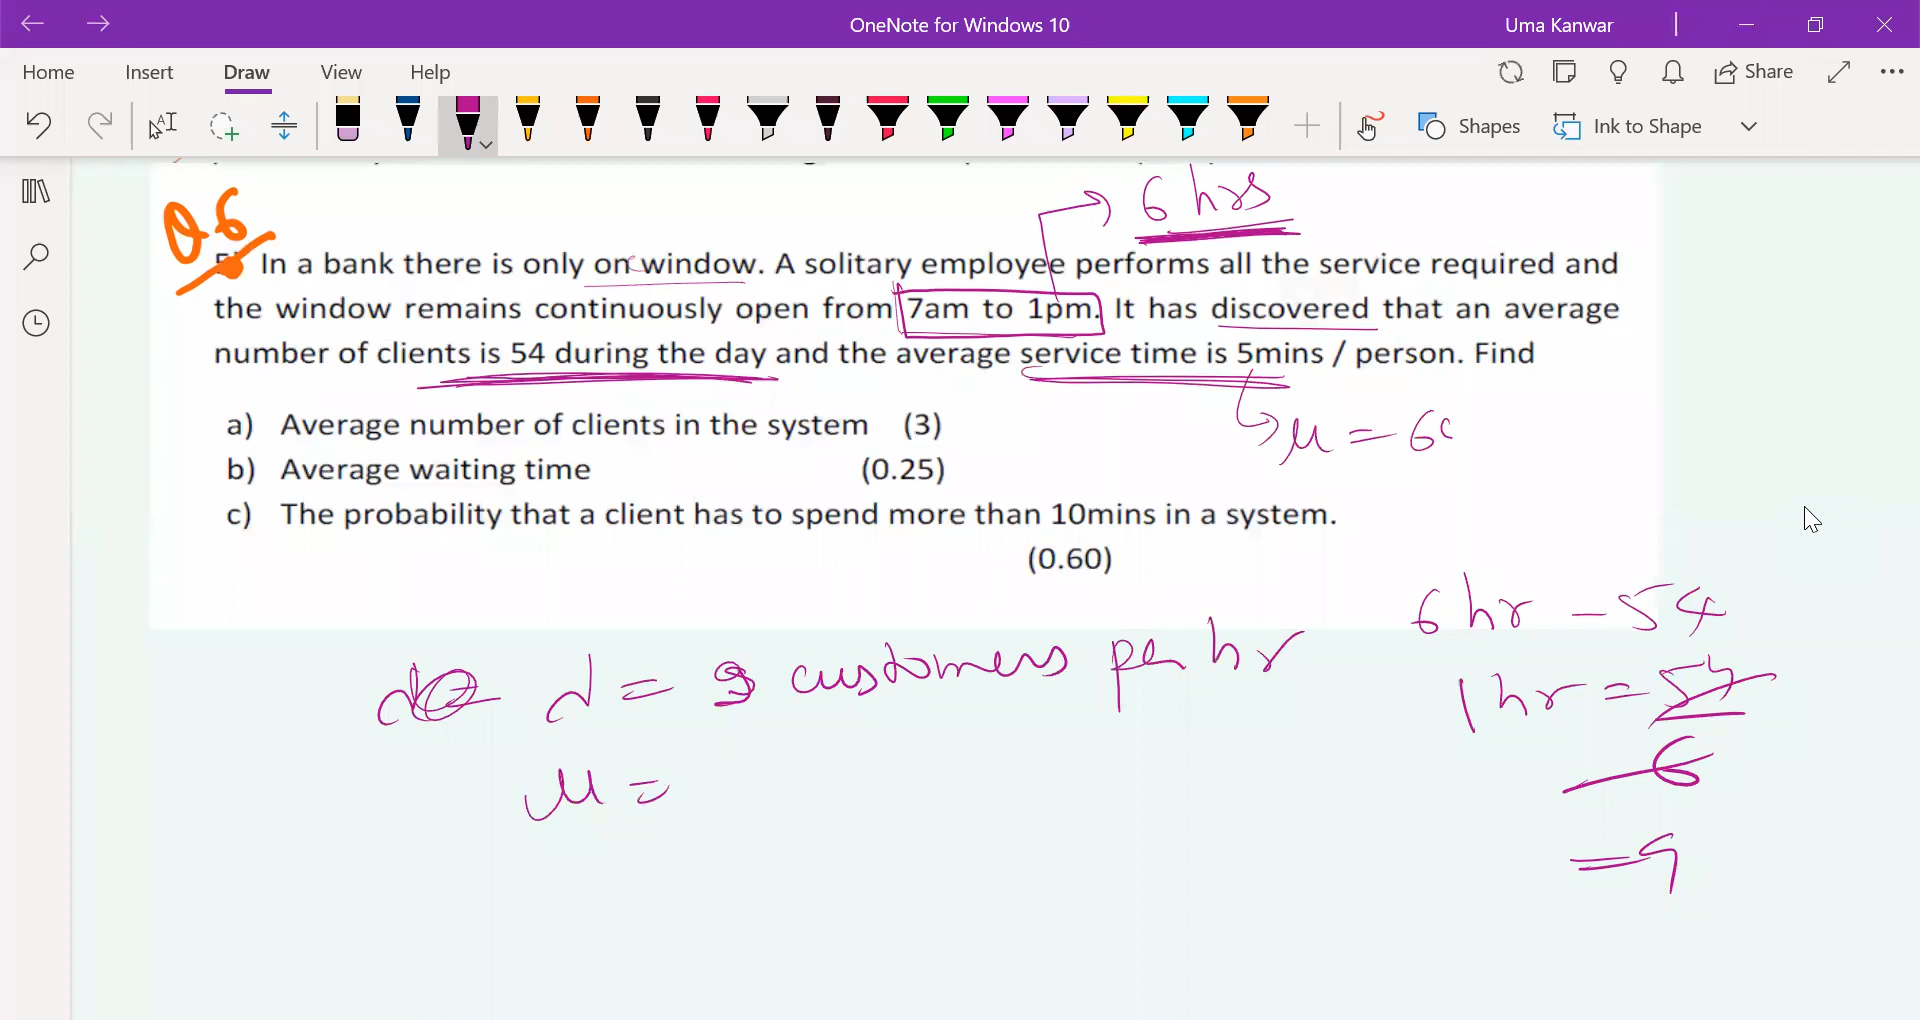 OneNote for Windows 10
Uma Kanwar
Home Insert Draw View Help
Share
Shapes
Ink to Shape
Q6
6 hrs
In a bank there is only on window. A solitary employee performs all the service required and
the window remains continuously open from 7am to 1pm. It has discovered that an average
number of clients is 54 during the day and the average service time is 5mins / person. Find
a) Average number of clients in the system (3)
μ = 60
b) Average waiting time (0.25)
c) The probability that a client has to spend more than 10mins in a system.
(0.60)
6 hr – 54
λ = 9 customers per hr
1 hr = 54
6
μ =
= 9